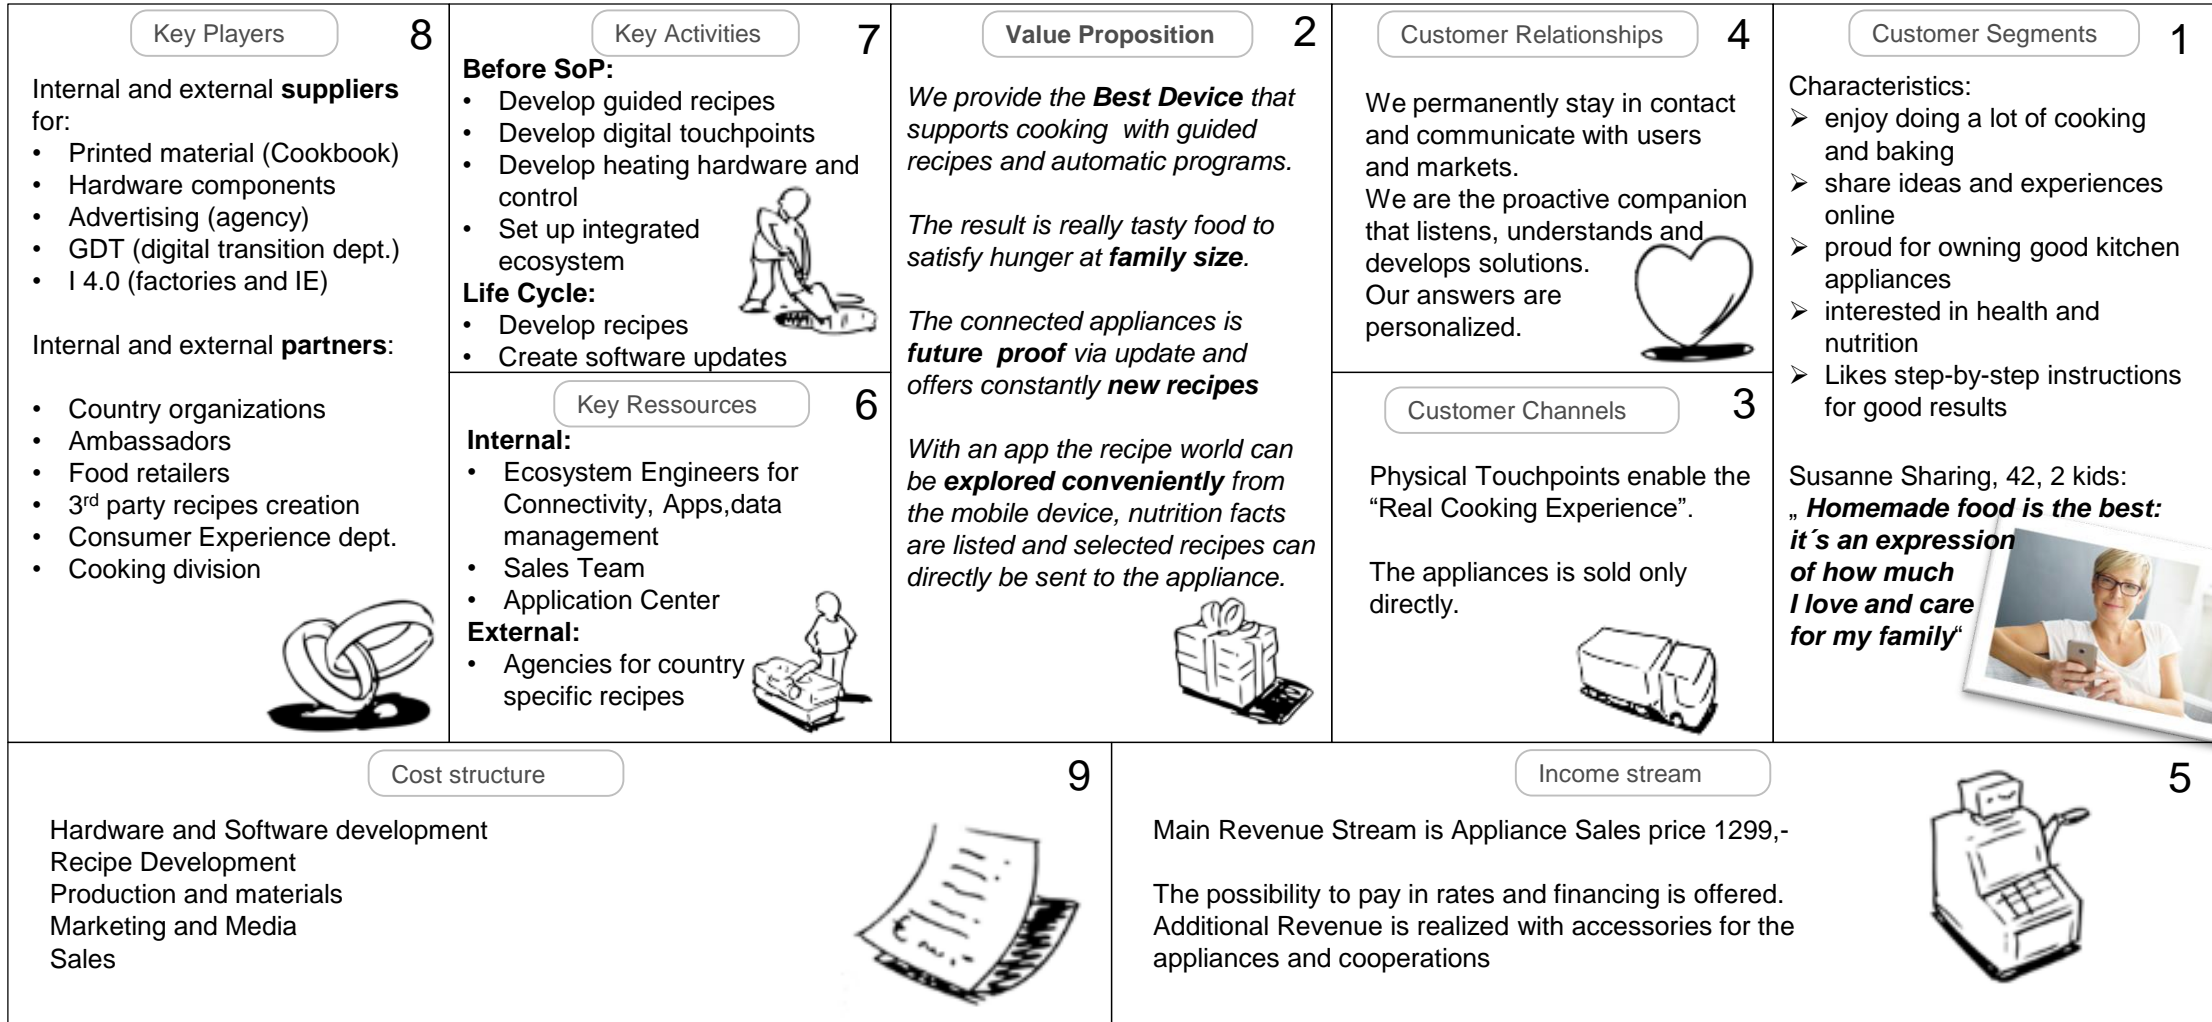 Key Players
8
Internal and external suppliers
for:
• Printed material (Cookbook)
• Hardware components
• Advertising (agency)
• GDT (digital transition dept.)
• I 4.0 (factories and IE)
Internal and external partners:
• Country organizations
• Ambassadors
• Food retailers
• 3rd party recipes creation
• Consumer Experience dept.
• Cooking division
Key Activities
7
Before SoP:
• Develop guided recipes
• Develop digital touchpoints
• Develop heating hardware and
control
• Set up integrated
ecosystem
Life Cycle:
• Develop recipes
• Create software updates
Key Ressources
6
Internal:
• Ecosystem Engineers for
Connectivity, Apps,data
management
• Sales Team
• Application Center
External:
• Agencies for country
specific recipes
Value Proposition
2
We provide the Best Device that
supports cooking with guided
recipes and automatic programs.
The result is really tasty food to
satisfy hunger at family size.
The connected appliances is
future proof via update and
offers constantly new recipes
With an app the recipe world can
be explored conveniently from
the mobile device, nutrition facts
are listed and selected recipes can
directly be sent to the appliance.
Customer Relationships
4
We permanently stay in contact
and communicate with users
and markets.
We are the proactive companion
that listens, understands and
develops solutions.
Our answers are
personalized.
Customer Channels
3
Physical Touchpoints enable the
“Real Cooking Experience”.
The appliances is sold only
directly.
Customer Segments
1
Characteristics:
➢ enjoy doing a lot of cooking
and baking
➢ share ideas and experiences
online
➢ proud for owning good kitchen
appliances
➢ interested in health and
nutrition
➢ Likes step-by-step instructions
for good results
Susanne Sharing, 42, 2 kids:
„ Homemade food is the best:
it´s an expression
of how much
I love and care
for my family“
Cost structure
9
Hardware and Software development
Recipe Development
Production and materials
Marketing and Media
Sales
Income stream
5
Main Revenue Stream is Appliance Sales price 1299,-
The possibility to pay in rates and financing is offered.
Additional Revenue is realized with accessories for the
appliances and cooperations